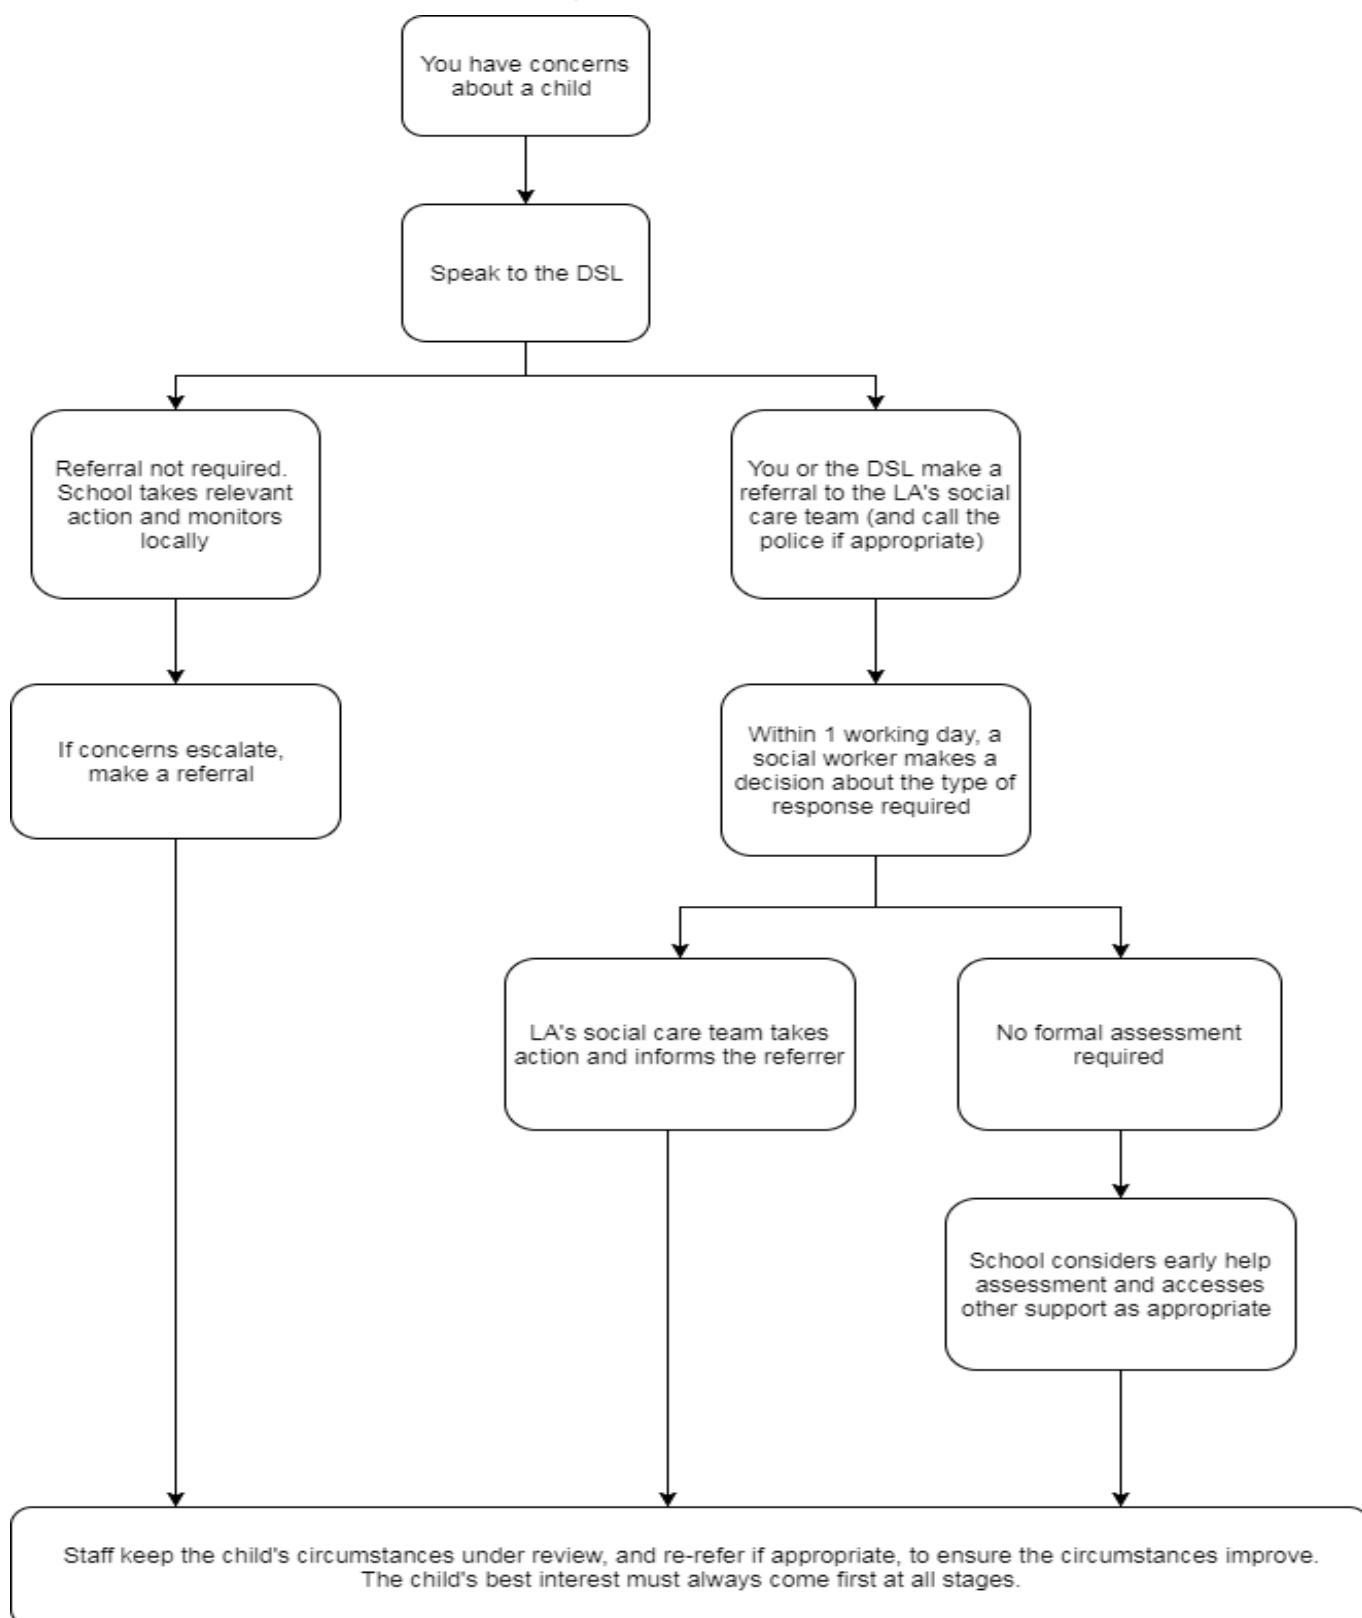 You have concerns
about a child
Speak to the DSL
Referral not required.
School takes relevant
action and monitors
locally
You or the DSL make a
referral to the LA's social
care team (and call the
police if appropriate)
If concerns escalate,
make a referral
Within 1 working day, a
social worker makes a
decision about the type of
response required
LA's social care team takes
action and informs the referrer
No formal assessment
required
School considers early help
assessment and accesses
other support as appropriate
Staff keep the child's circumstances under review, and re-refer if appropriate, to ensure the circumstances improve.
The child's best interest must always come first at all stages.